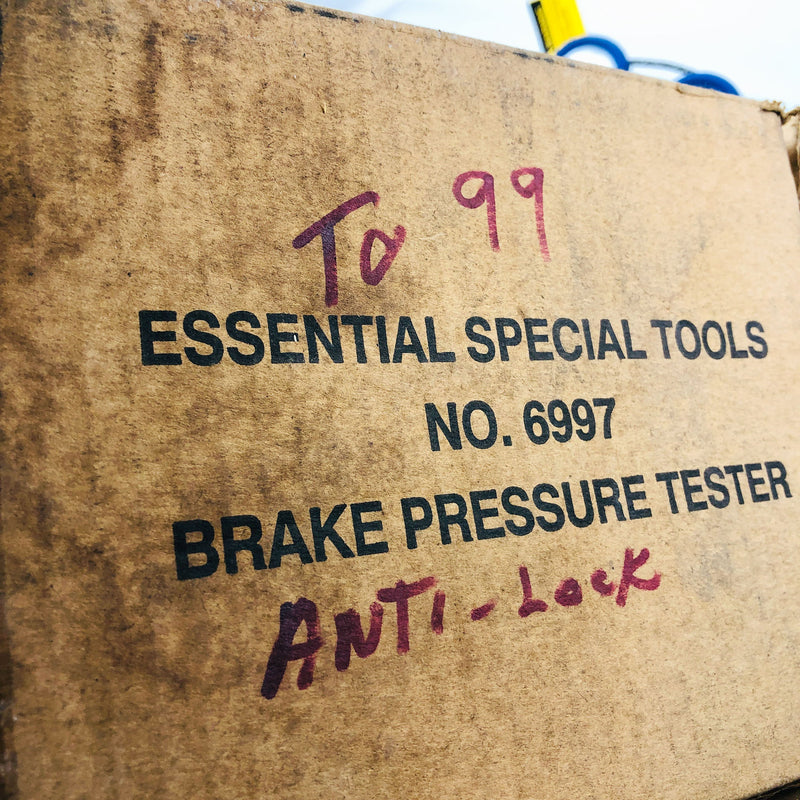 To 99
ESSENTIAL SPECIAL TOOLS
NO. 6997
BRAKE PRESSURE TESTER
ANTI-LOCK